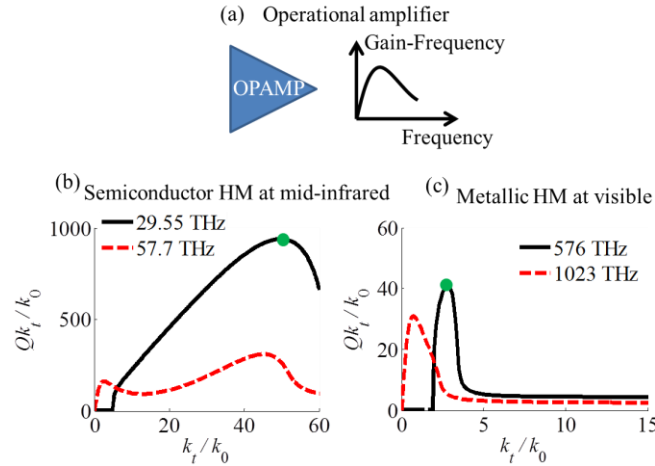 (a) Operational amplifier
OPAMP
Gain-Frequency
Frequency
(b) Semiconductor HM at mid-infrared
29.55 THz
57.7 THz
1000
500
0
Qk_t / k_0
0 20 40 60
k_t / k_0
(c) Metallic HM at visible
576 THz
1023 THz
60
40
20
0
Qk_t / k_0
0 5 10 15
k_t / k_0